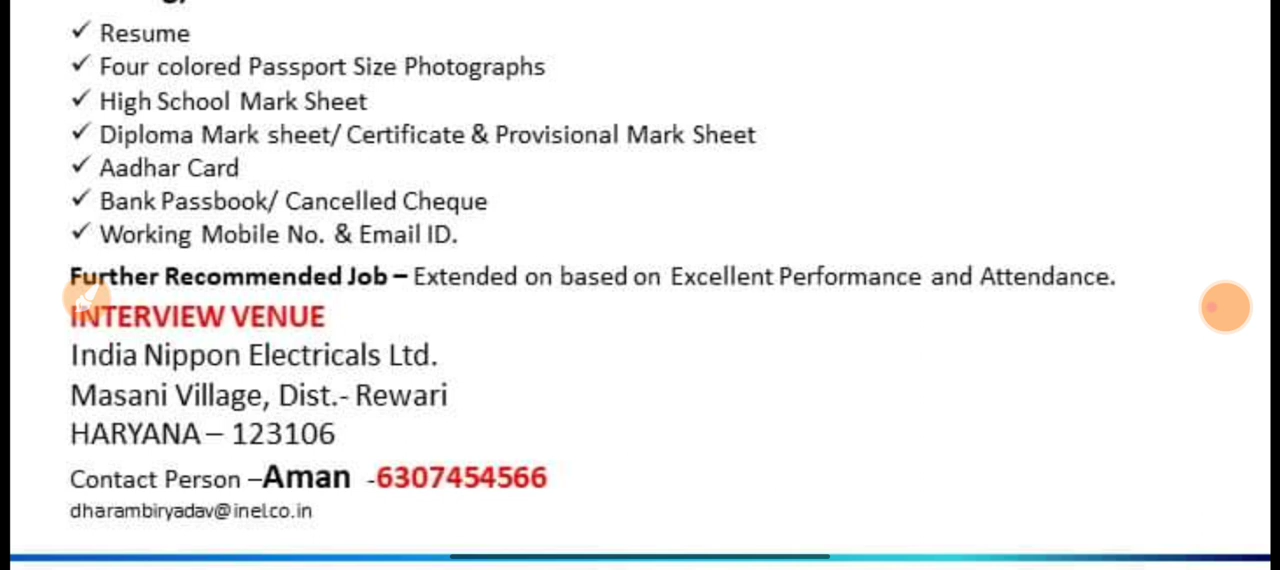 ✓ Resume
✓ Four colored Passport Size Photographs
✓ High School Mark Sheet
✓ Diploma Mark sheet/ Certificate & Provisional Mark Sheet
✓ Aadhar Card
✓ Bank Passbook/ Cancelled Cheque
✓ Working Mobile No. & Email ID.
Further Recommended Job – Extended on based on Excellent Performance and Attendance.
INTERVIEW VENUE
India Nippon Electricals Ltd.
Masani Village, Dist.- Rewari
HARYANA – 123106
Contact Person –Aman -6307454566
dharambiryadav@inelco.in